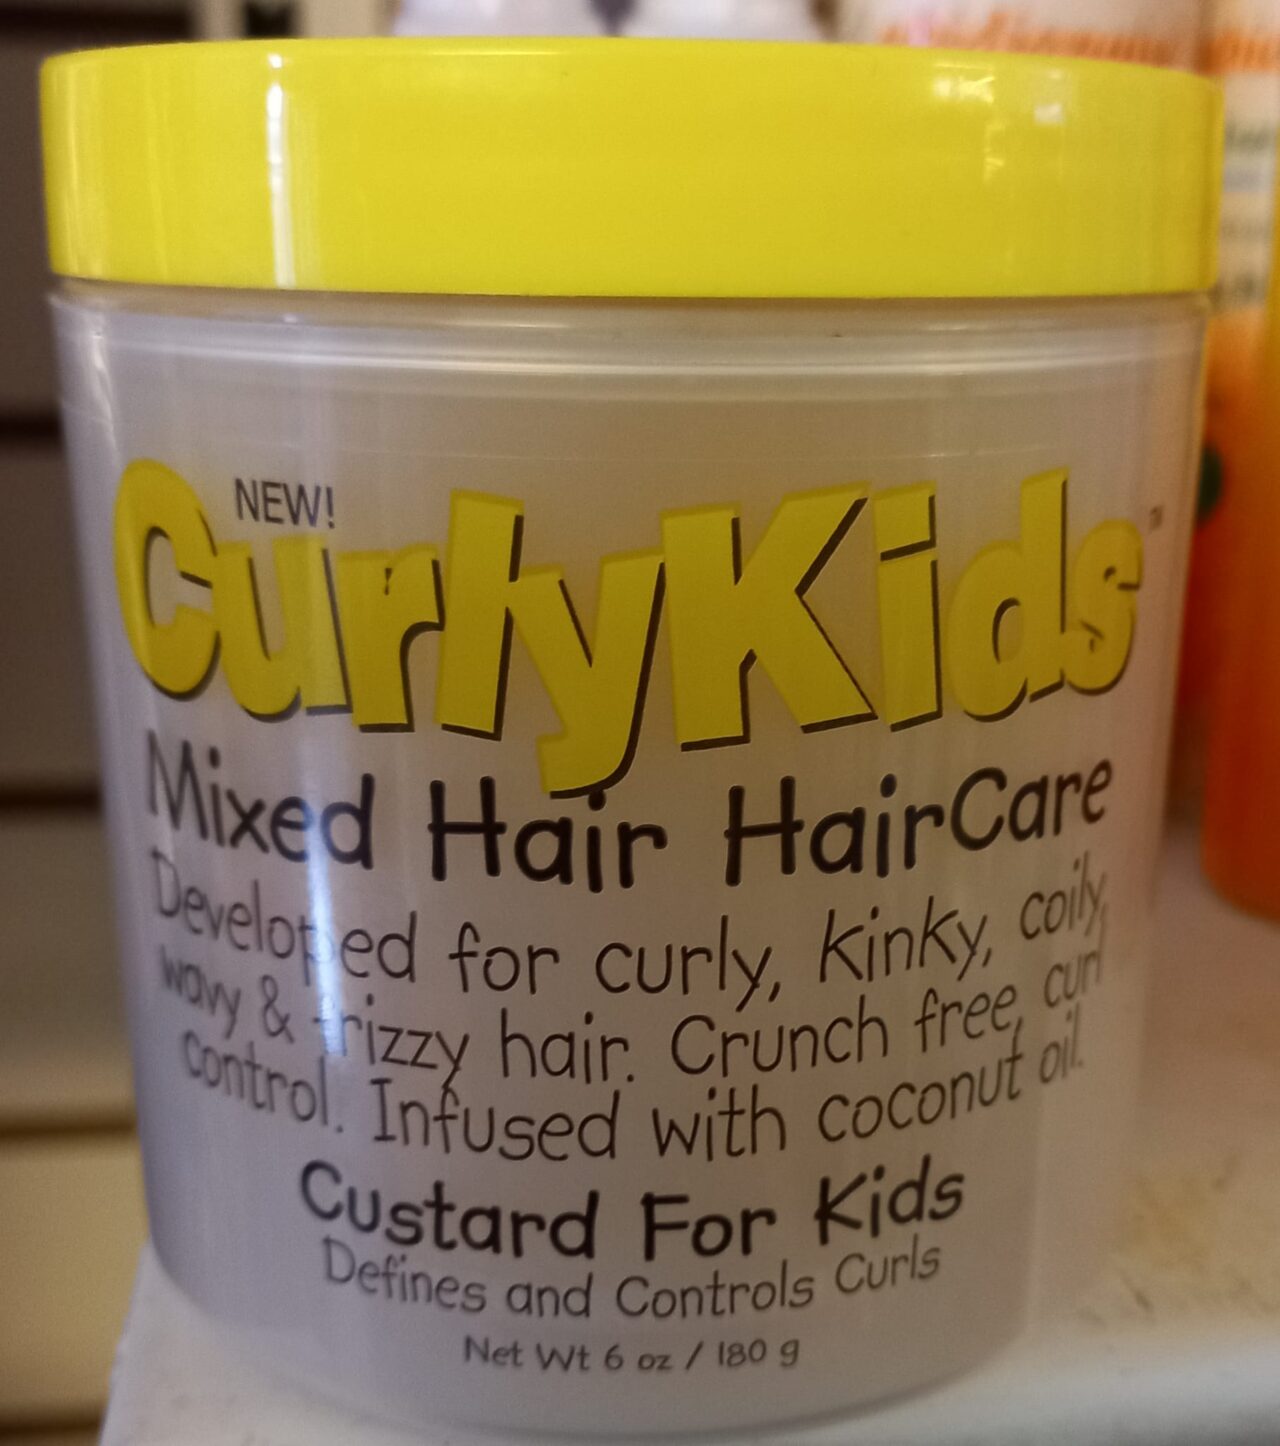 NEW!
CurlyKids™
Mixed Hair HairCare
Developed for curly, kinky, coily,
wavy & frizzy hair. Crunch free, curl
control. Infused with coconut oil.
Custard For Kids
Defines and Controls Curls
Net Wt 6 oz / 180 g